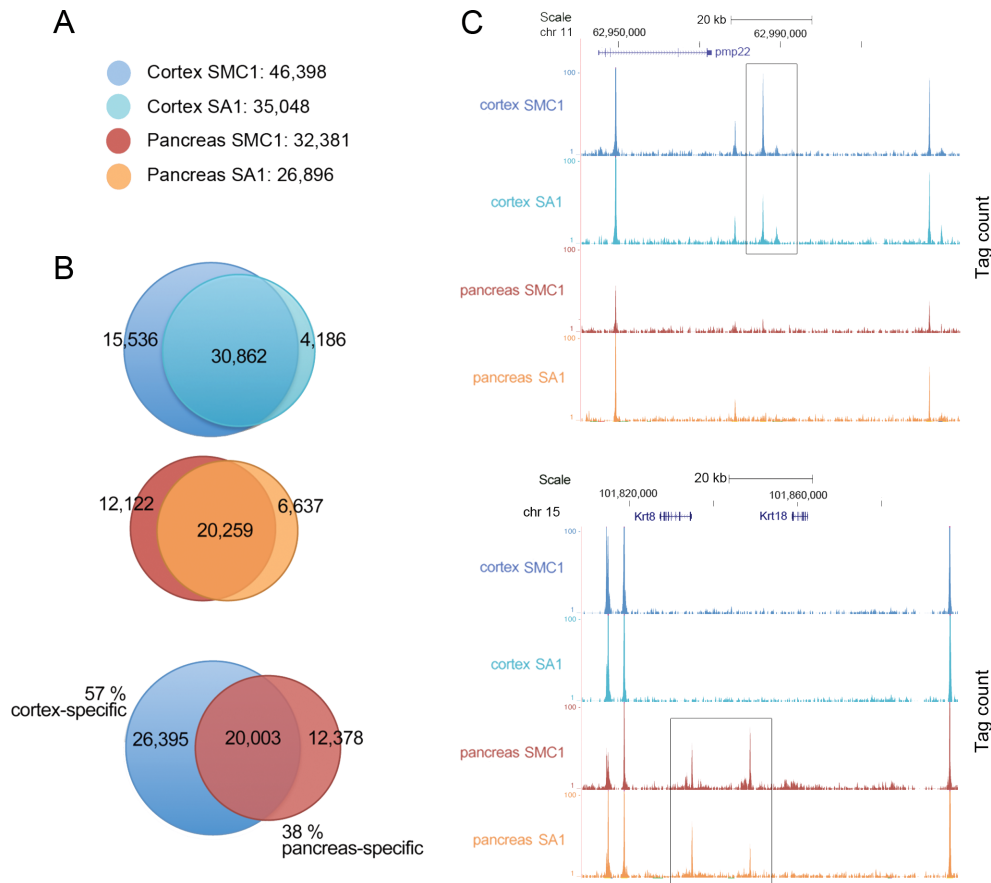 A
Cortex SMC1: 46,398
Cortex SA1: 35,048
Pancreas SMC1: 32,381
Pancreas SA1: 26,896
B
15,536
30,862
4,186
12,122
20,259
6,637
57 %
cortex-specific
26,395
20,003
12,378
38 %
pancreas-specific
C
Scale
20 kb
chr 11
62,950,000
62,990,000
pmp22
100
cortex SMC1
1
100
cortex SA1
1
100
pancreas SMC1
1
100
pancreas SA1
1
Tag count
Scale
20 kb
chr 15
101,820,000
101,860,000
Krt8
Krt18
100
cortex SMC1
1
100
cortex SA1
1
100
pancreas SMC1
1
100
pancreas SA1
1
Tag count